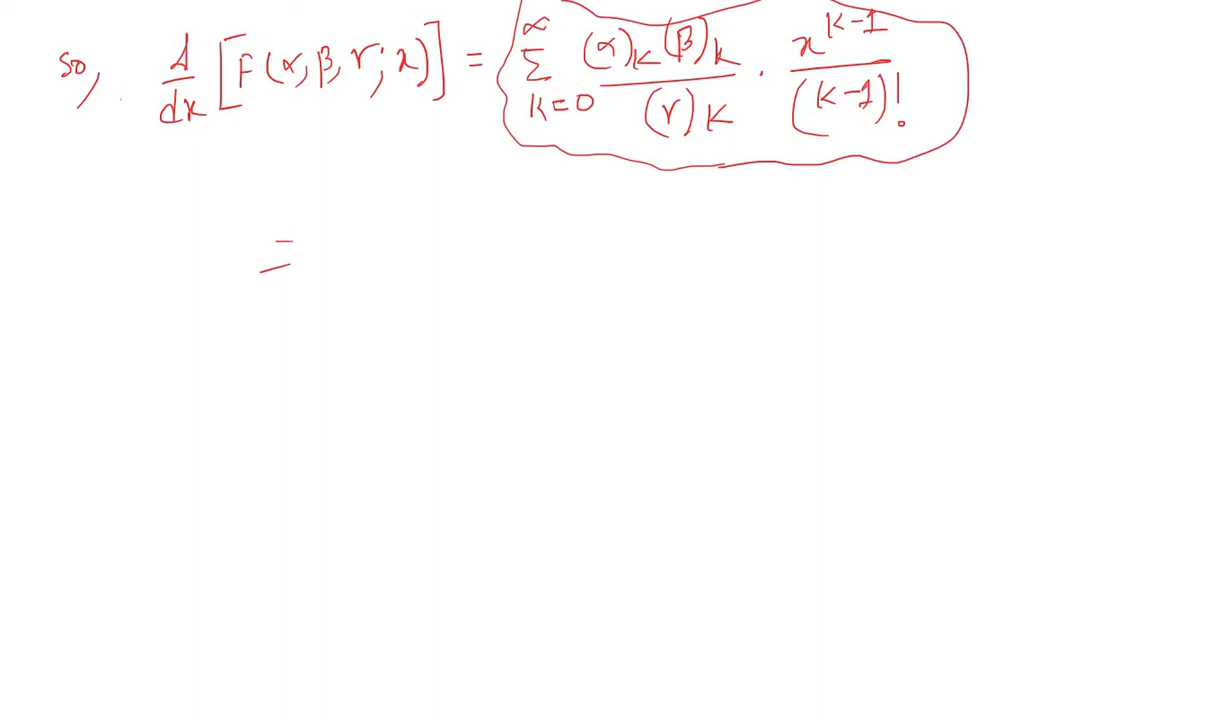 so, d/dx [F(α, β, γ; x)] = ∑_{k=0}^{∞} (α)_k (β)_k / (γ)_k · x^{k-1} / (k-1)!
=